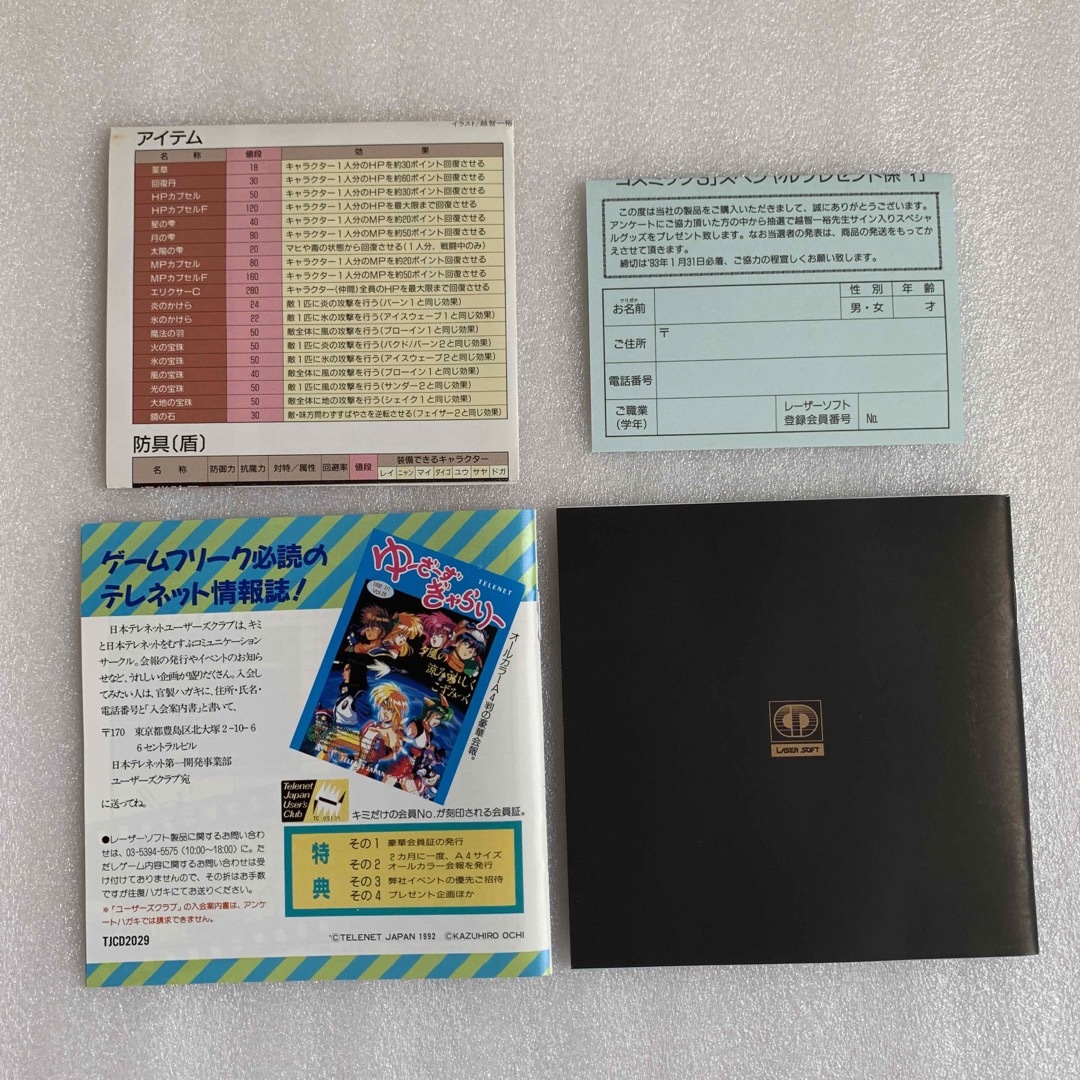 イラスト/越智一裕
アイテム
名 称 値段 効 果
薬草 18 キャラクター1人分のHPを約30ポイント回復させる
回復丹 30 キャラクター1人分のHPを約60ポイント回復させる
HPカプセル 50 キャラクター1人分のHPを約100ポイント回復させる
HPカプセルF 120 キャラクター1人分のHPを最大限まで回復させる
星の雫 40 キャラクター1人分のMPを約20ポイント回復させる
月の雫 90 キャラクター1人分のMPを約50ポイント回復させる
太陽の雫 20 マヒや毒の状態から回復させる(1人分、戦闘中のみ)
MPカプセル 80 キャラクター1人分のMPを約20ポイント回復させる
MPカプセルF 160 キャラクター1人分のMPを約50ポイント回復させる
エリクサーC 280 キャラクター(仲間)全員のHPを最大限まで回復させる
炎のかけら 24 敵1匹に炎の攻撃を行う(バーン1と同じ効果)
氷のかけら 22 敵1匹に氷の攻撃を行う(アイスウェーブ1と同じ効果)
魔法の羽 50 敵全体に風の攻撃を行う(ブローイン1と同じ効果)
火の宝珠 50 敵1匹に炎の攻撃を行う(バクド/バーン2と同じ効果)
氷の宝珠 50 敵1匹に氷の攻撃を行う(アイスウェーブ2と同じ効果)
風の宝珠 40 敵全体に風の攻撃を行う(ブローイン1と同じ効果)
光の宝珠 50 敵1匹に風の攻撃を行う(サンダー2と同じ効果)
大地の宝珠 50 敵全体に地の攻撃を行う(シェイク1と同じ効果)
鏡の石 30 敵・味方問わずすばやさを逆転させる(フェイザー2と同じ効果)
防具(盾)
名 称 防御力 抗魔力 対特/属性 回避率 値段 装備できるキャラクター
レイ ニャン マイ ダイゴ ユウ サヤ ドガ
この度は当社の製品をご購入いただきまして、誠にありがとうございます。
アンケートにご協力頂いた方の中から抽選で越智一裕先生サイン入りスペシャ
ルグッズをプレゼント致します。なお当選者の発表は、商品の発送をもってか
えさせて頂きます。
締切は'93年1月31日必着、ご協力の程宜しくお願い致します。
フリガナ
お名前
性 別 年 齢
男・女 才
ご住所 〒
電話番号
ご職業
(学年)
レーザーソフト
登録会員番号
No.
ゲームフリーク必読の
テレネット情報誌!
日本テレネットユーザーズクラブは、キミ
と日本テレネットをむすぶコミュニケーション
サークル。会報の発行やイベントのお知ら
せなど、うれしい企画が盛りだくさん。入会し
てみたい人は、官製ハガキに、住所・氏名・
電話番号と「入会案内書」と書いて、
〒170 東京都豊島区北大塚2-10-6
6セントラルビル
日本テレネット第一開発事業部
ユーザーズクラブ宛
に送ってね。
●レーザーソフト製品に関するお問い合わ
せは、03-5394-5575(10:00〜18:00)に。た
だしゲーム内容に関するお問い合わせは受
け付けておりませんので、その折はお手数
ですが往復ハガキにてお送りください。
※「ユーザーズクラブ」の入会案内書は、アンケ
ートハガキでは請求できません。
TJCD2029
ゆーざーず
ぎゃらりー
TELENET
夕風の
涼み宜しく
こずみっく
オールカラーA4判の豪華会報。
Telenet
Japan
User's
Club
キミだけの会員No.が刻印される会員証。
特典
その1 豪華会員証の発行
その2 2カ月に一度、A4サイズ
オールカラー会報を発行
その3 弊社イベントの優先ご招待
その4 プレゼント企画ほか
©TELENET JAPAN 1992 ©KAZUHIRO OCHI
LASER SOFT